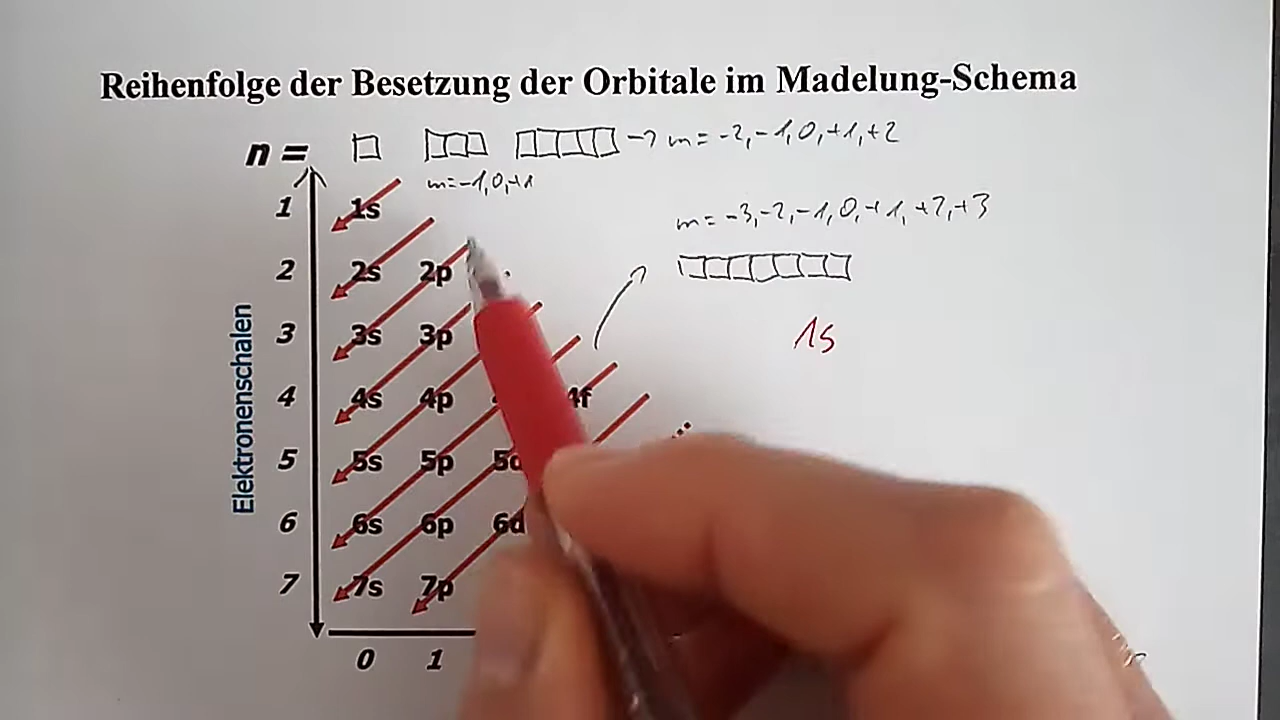 Reihenfolge der Besetzung der Orbitale im Madelung-Schema
n =
→ m = -2, -1, 0, +1, +2
m = -1, 0, +1
m = -3, -2, -1, 0, +1, +2, +3
1 1s
2 2s 2p
3 3s 3p
1s
4 4s 4p 4f
5 5s 5p
6 6s 6p 6d
7 7s 7p
0 1
Elektronenschalen